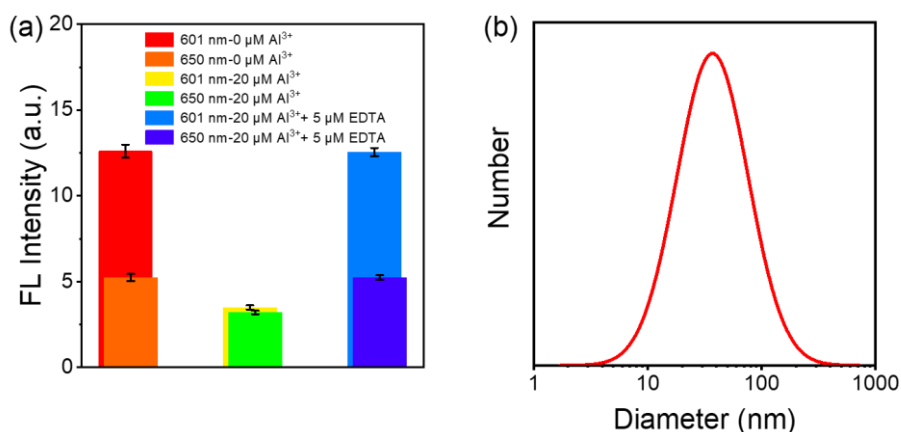 (a)
FL Intensity (a.u.)
20
15
10
5
0
601 nm-0 μM Al³⁺
650 nm-0 μM Al³⁺
601 nm-20 μM Al³⁺
650 nm-20 μM Al³⁺
601 nm-20 μM Al³⁺+ 5 μM EDTA
650 nm-20 μM Al³⁺+ 5 μM EDTA
(b)
Number
1 10 100 1000
Diameter (nm)